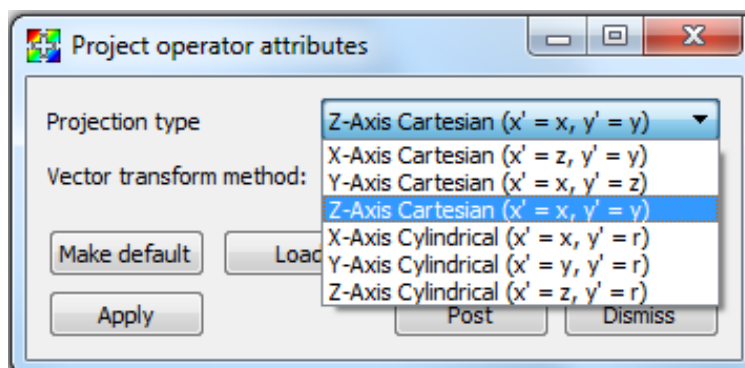 Project operator attributes
Projection type
Z-Axis Cartesian (x' = x, y' = y)
X-Axis Cartesian (x' = z, y' = y)
Vector transform method:
Y-Axis Cartesian (x' = x, y' = z)
Z-Axis Cartesian (x' = x, y' = y)
X-Axis Cylindrical (x' = x, y' = r)
Make default
Load
Y-Axis Cylindrical (x' = y, y' = r)
Z-Axis Cylindrical (x' = z, y' = r)
Apply
Post
Dismiss